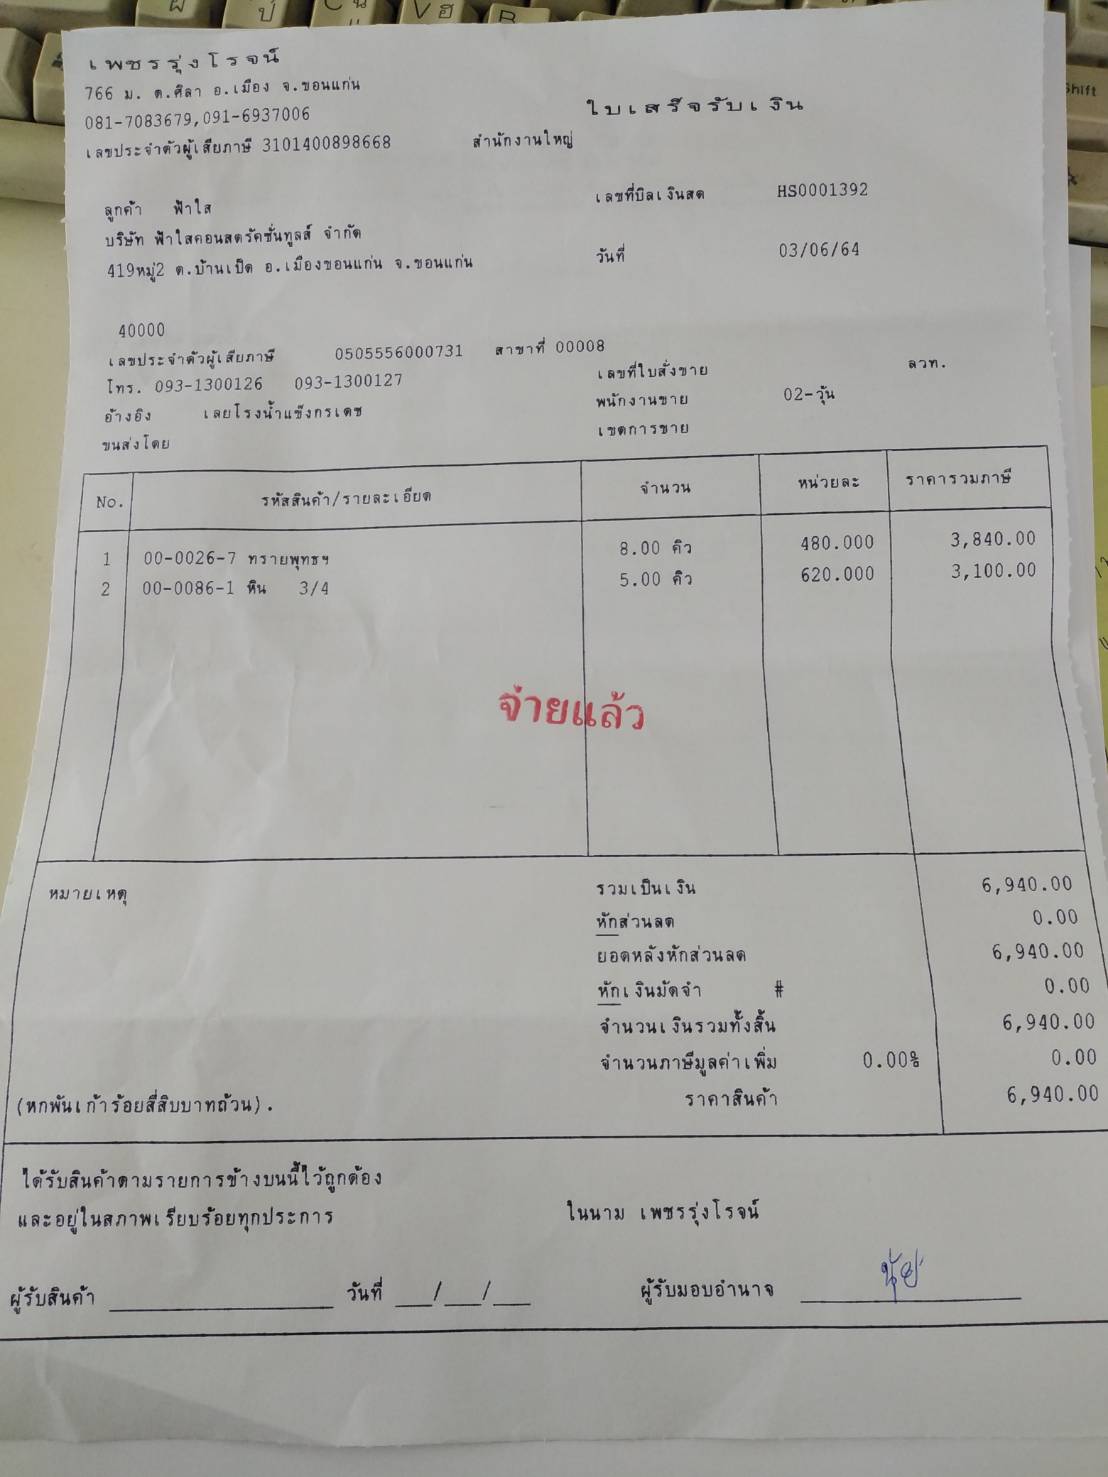 เพชรรุ่งโรจน์
766 ม. ต.ศิลา อ.เมือง จ.ขอนแก่น
081-7083679,091-6937006
เลขประจำตัวผู้เสียภาษี 3101400898668 สำนักงานใหญ่
ใบเสร็จรับเงิน
ลูกค้า ฟ้าใส
บริษัท ฟ้าใสคอนสตรัคชั่นทูลส์ จำกัด
419หมู่2 ต.บ้านเป็ด อ.เมืองขอนแก่น จ.ขอนแก่น
40000
เลขที่บิลเงินสด HS0001392
วันที่ 03/06/64
เลขประจำตัวผู้เสียภาษี 0505556000731 สาขาที่ 00008
โทร. 093-1300126 093-1300127
อ้างอิง เลยโรงน้ำแข็งกรเดช
ขนส่งโดย
เลขที่ใบสั่งขาย ลวท.
พนักงานขาย 02-วุ้น
เขตการขาย
No. รหัสสินค้า/รายละเอียด จำนวน หน่วยละ ราคารวมภาษี
1 00-0026-7 ทรายพุทธฯ 8.00 คิว 480.000 3,840.00
2 00-0086-1 หิน 3/4 5.00 คิว 620.000 3,100.00
จ่ายแล้ว
หมายเหตุ
รวมเป็นเงิน 6,940.00
หักส่วนลด 0.00
ยอดหลังหักส่วนลด 6,940.00
หักเงินมัดจำ # 0.00
จำนวนเงินรวมทั้งสิ้น 6,940.00
จำนวนภาษีมูลค่าเพิ่ม 0.00% 0.00
(หกพันเก้าร้อยสี่สิบบาทถ้วน). ราคาสินค้า 6,940.00
ได้รับสินค้าตามรายการข้างบนนี้ไว้ถูกต้อง
และอยู่ในสภาพเรียบร้อยทุกประการ ในนาม เพชรรุ่งโรจน์
ผู้รับสินค้า วันที่ __/__/__ ผู้รับมอบอำนาจ